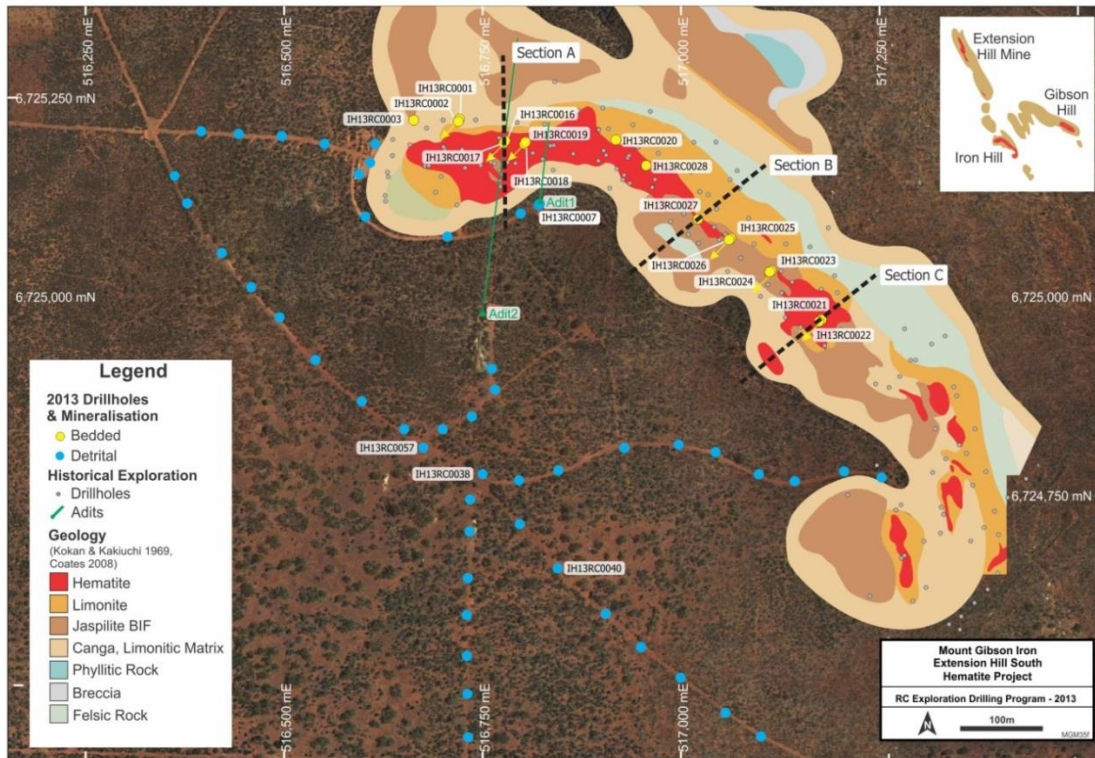 516,250 mE
516,500 mE
516,750 mE
517,000 mE
517,250 mE
Extension
Hill Mine
Gibson
Hill
Iron Hill
Section A
6,725,250 mN
IH13RC0001
IH13RC0002
IH13RC0003
IH13RC0016
IH13RC0019
IH13RC0020
IH13RC0017
IH13RC0028
IH13RC0018
Section B
Adit1
IH13RC0007
IH13RC0027
IH13RC0025
IH13RC0026
IH13RC0023
IH13RC0024
Section C
6,725,000 mN
6,725,000 mN
IH13RC0021
Adit2
IH13RC0022
Legend
2013 Drillholes
& Mineralisation
Bedded
Detrital
Historical Exploration
Drillholes
Adits
Geology
(Kokan & Kakiuchi 1969,
Coates 2008)
Hematite
Limonite
Jaspilite BIF
Canga, Limonitic Matrix
Phyllitic Rock
Breccia
Felsic Rock
IH13RC0057
IH13RC0038
6,724,750 mN
IH13RC0040
516,500 mE
516,750 mE
517,000 mE
Mount Gibson Iron
Extension Hill South
Hematite Project
RC Exploration Drilling Program - 2013
N
100m
MGM35f